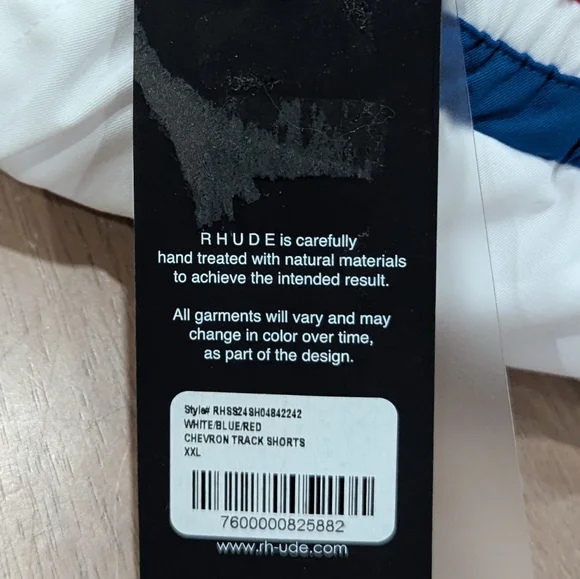 R H U D E is carefully
hand treated with natural materials
to achieve the intended result.
All garments will vary and may
change in color over time,
as part of the design.
Style# RHSS24SH04842242
WHITE/BLUE/RED
CHEVRON TRACK SHORTS
XXL
7600000825882
www.rh-ude.com